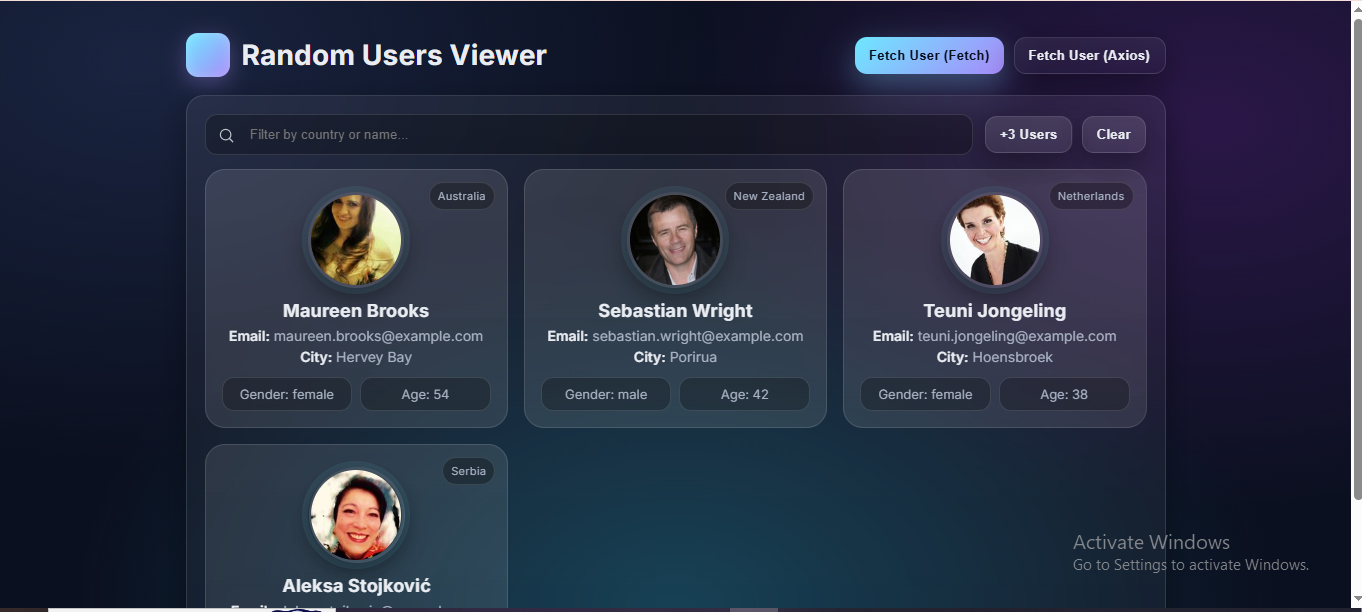 Random Users Viewer
Fetch User (Fetch)
Fetch User (Axios)
Filter by country or name...
+3 Users
Clear
Australia
Maureen Brooks
Email: maureen.brooks@example.com
City: Hervey Bay
Gender: female
Age: 54
New Zealand
Sebastian Wright
Email: sebastian.wright@example.com
City: Porirua
Gender: male
Age: 42
Netherlands
Teuni Jongeling
Email: teuni.jongeling@example.com
City: Hoensbroek
Gender: female
Age: 38
Serbia
Aleksa Stojković
Activate Windows
Go to Settings to activate Windows.